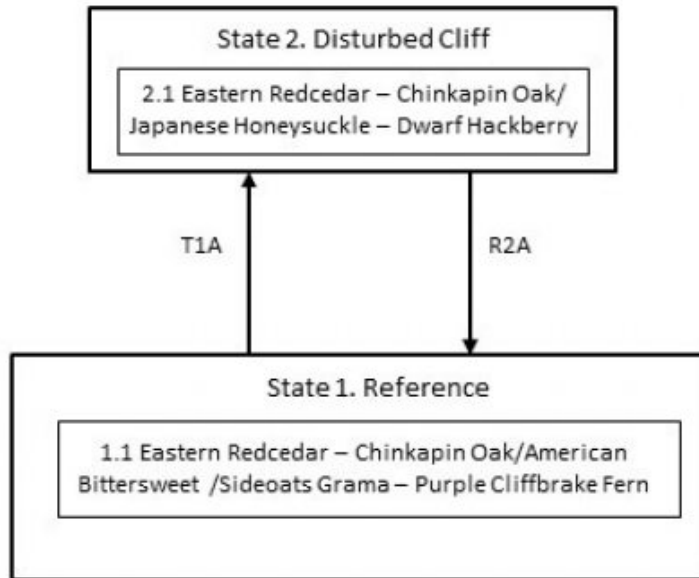 State 2. Disturbed Cliff
2.1 Eastern Redcedar – Chinkapin Oak/
Japanese Honeysuckle – Dwarf Hackberry
T1A
R2A
State 1. Reference
1.1 Eastern Redcedar – Chinkapin Oak/American
Bittersweet /Sideoats Grama – Purple Cliffbrake Fern